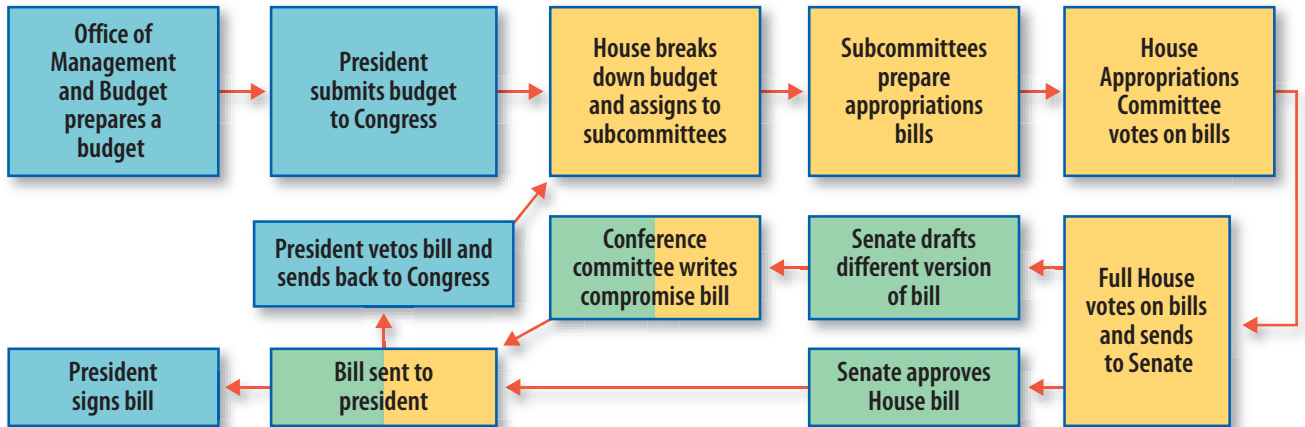 Office of
Management
and Budget
prepares a
budget
President
submits budget
to Congress
House breaks
down budget
and assigns to
subcommittees
Subcommittees
prepare
appropriations
bills
House
Appropriations
Committee
votes on bills
President vetos bill and
sends back to Congress
Conference
committee writes
compromise bill
Senate drafts
different version
of bill
Full House
votes on bills
and sends
to Senate
President
signs bill
Bill sent to
president
Senate approves
House bill